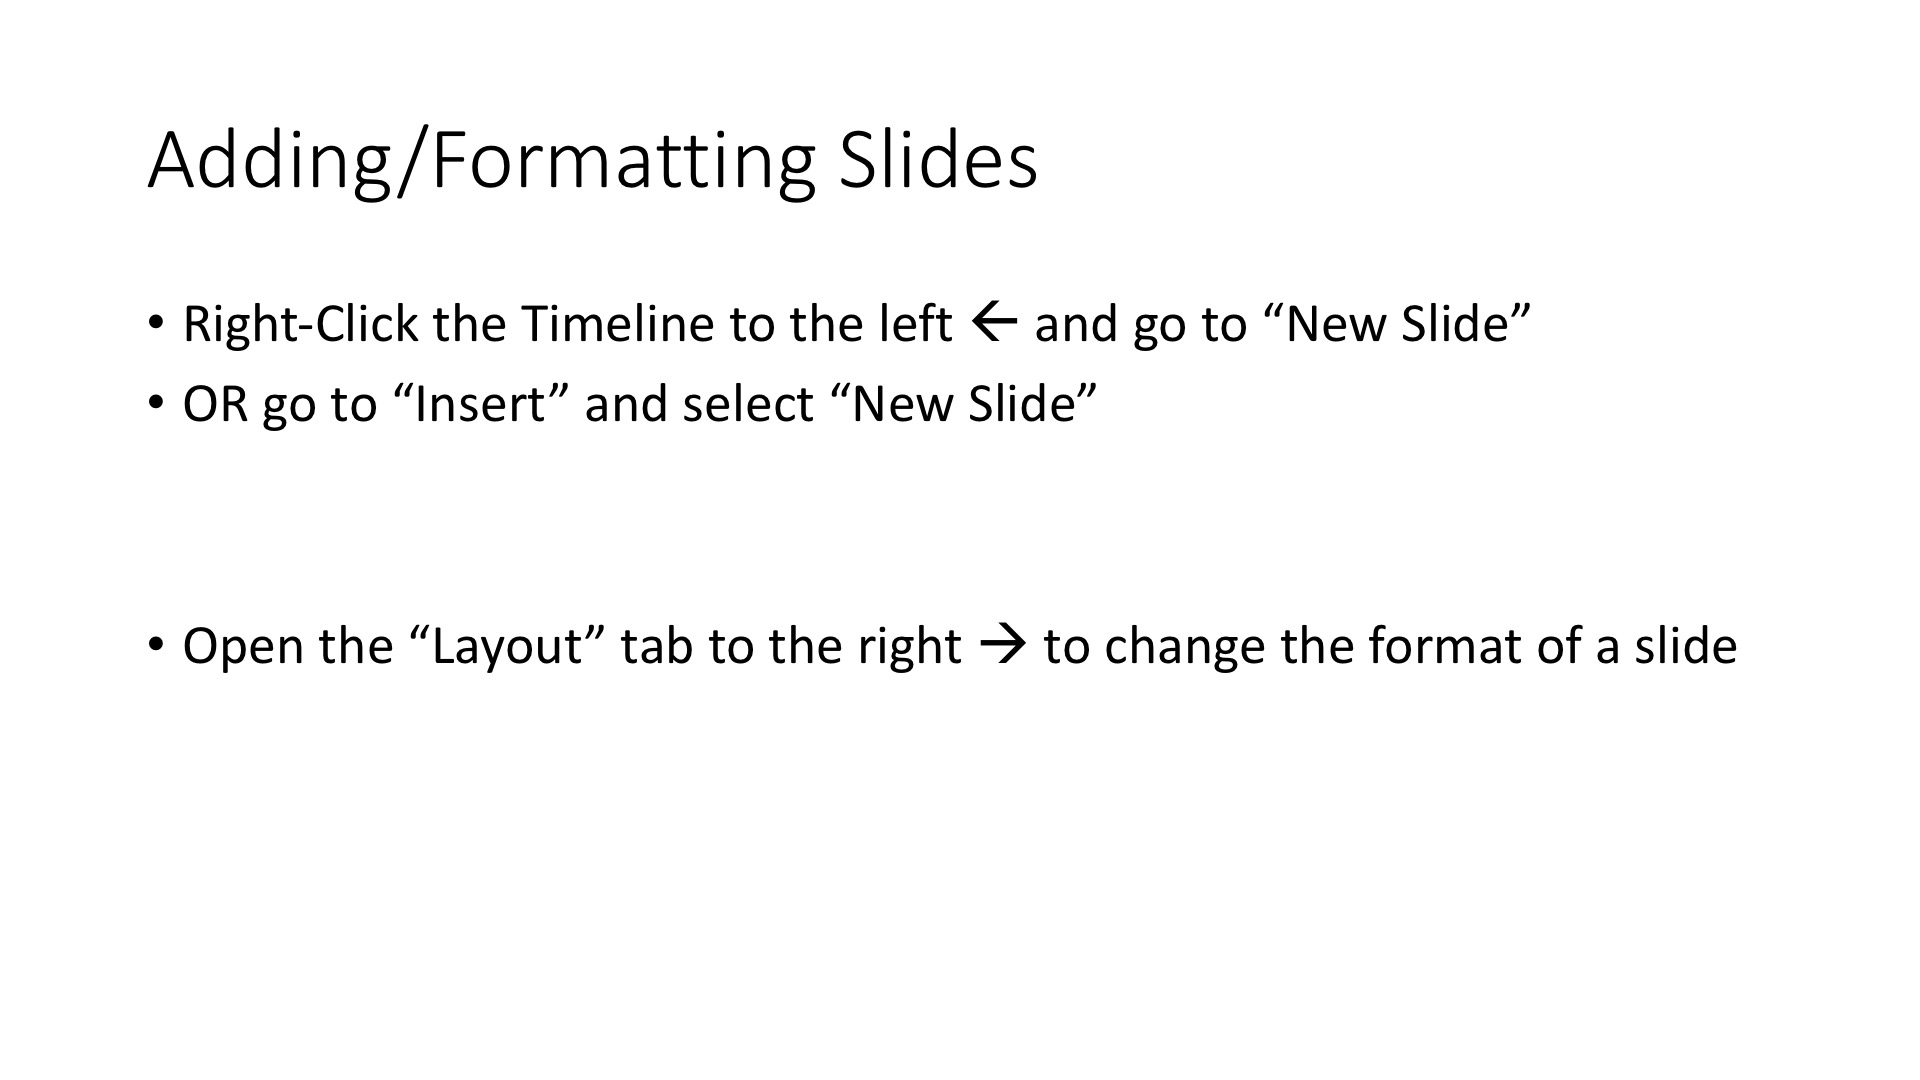 Adding/Formatting Slides
• Right-Click the Timeline to the left ← and go to “New Slide”
• OR go to “Insert” and select “New Slide”
• Open the “Layout” tab to the right → to change the format of a slide